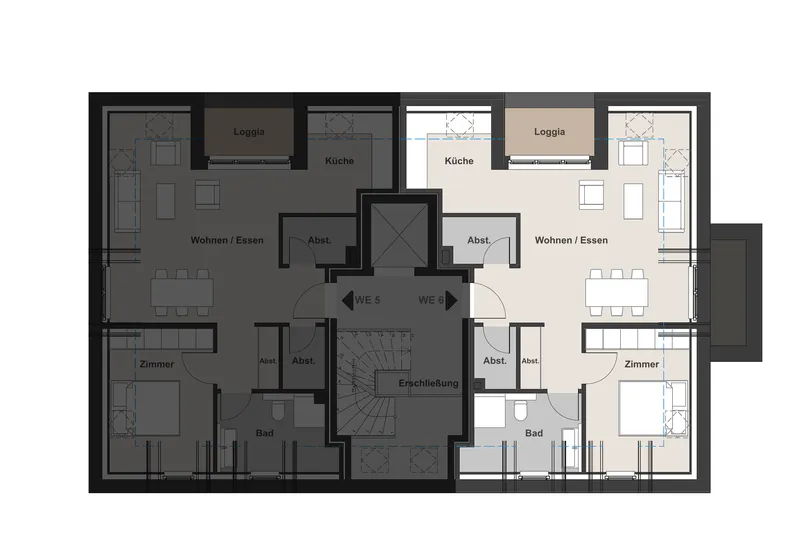 Loggia
Loggia
Küche
Küche
Wohnen / Essen
Abst.
Abst.
Wohnen / Essen
WE 5
WE 6
Zimmer
Abst.
Abst.
Abst.
Abst.
Zimmer
Erschließung
Bad
Bad